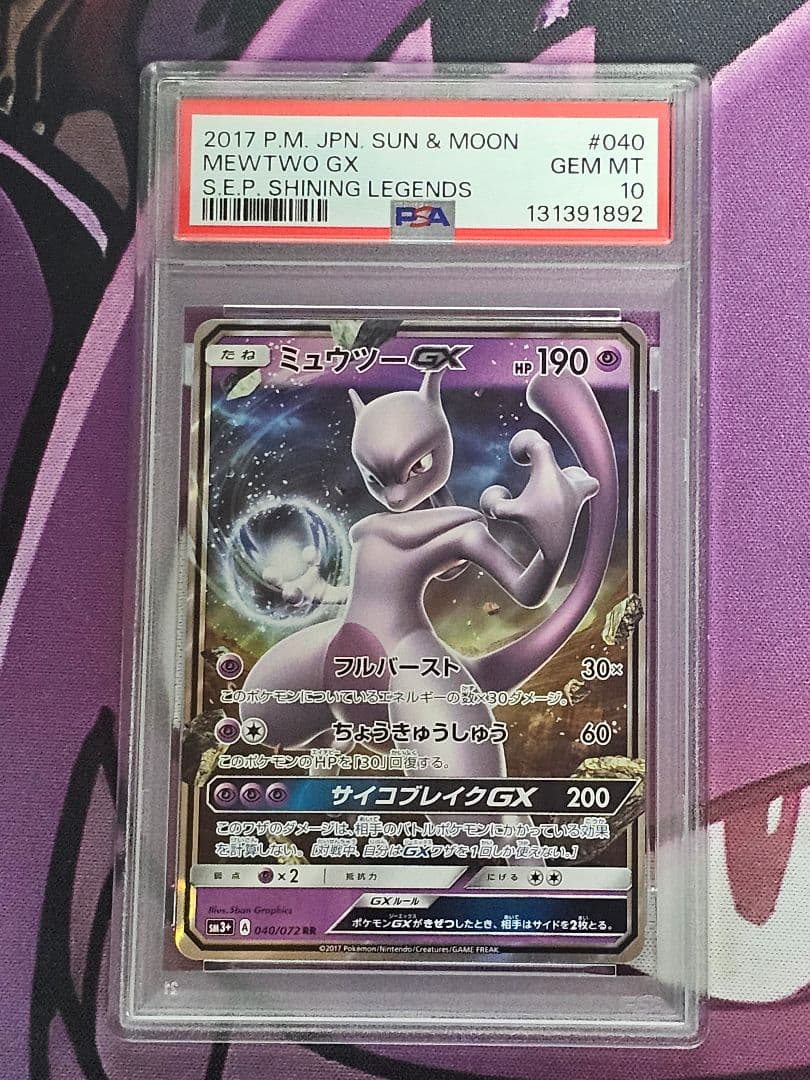 2017 P.M. JPN. SUN & MOON #040
MEWTWO GX GEM MT
S.E.P. SHINING LEGENDS 10
PSA 131391892
たね ミュウツーGX HP 190
フルバースト 30×
このポケモンについているエネルギーの数×30ダメージ。
ちょうきゅうしゅう 60
このポケモンのHPを「30」回復する。
サイコブレイクGX 200
このワザのダメージは、相手のバトルポケモンにかかっている効果
を計算しない。[対戦中、自分はGXワザを1回しか使えない。]
弱点 ×2 抵抗力 にげる
GXルール
Illus. 5ban Graphics
ポケモンGXがきぜつしたとき、相手はサイドを2枚とる。
SM3+ A 040/072 RR
©2017 Pokémon/Nintendo/Creatures/GAME FREAK